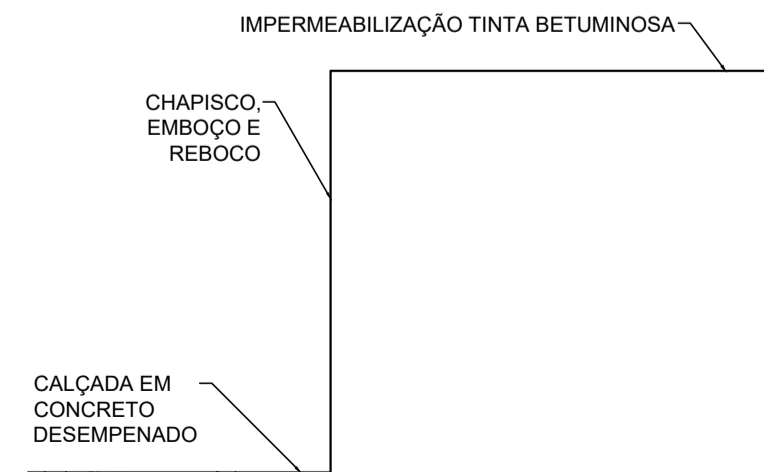 IMPERMEABILIZAÇÃO TINTA BETUMINOSA
CHAPISCO,
EMBOÇO E
REBOCO
CALÇADA EM
CONCRETO
DESEMPENADO